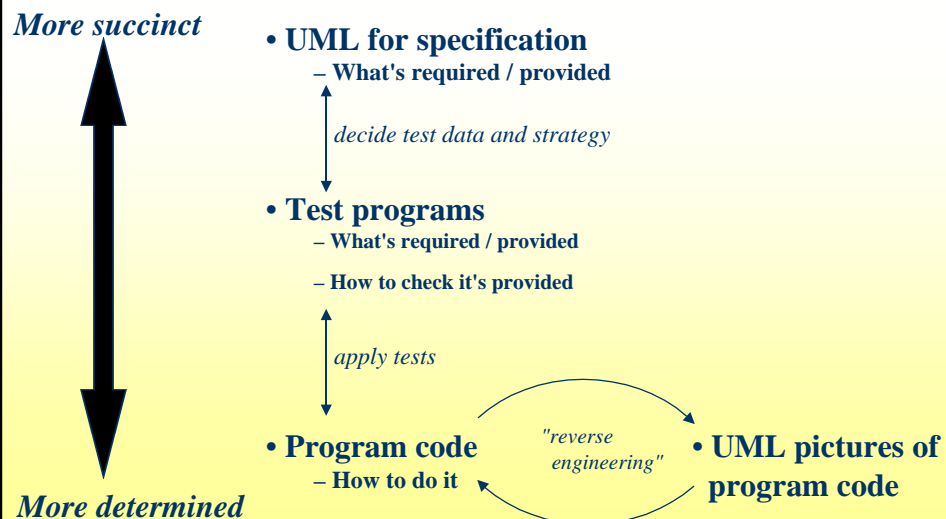 More succinct
• UML for specification
– What's required / provided
decide test data and strategy
• Test programs
– What's required / provided
– How to check it's provided
apply tests
• Program code
– How to do it
"reverse
engineering"
• UML pictures of
program code
More determined